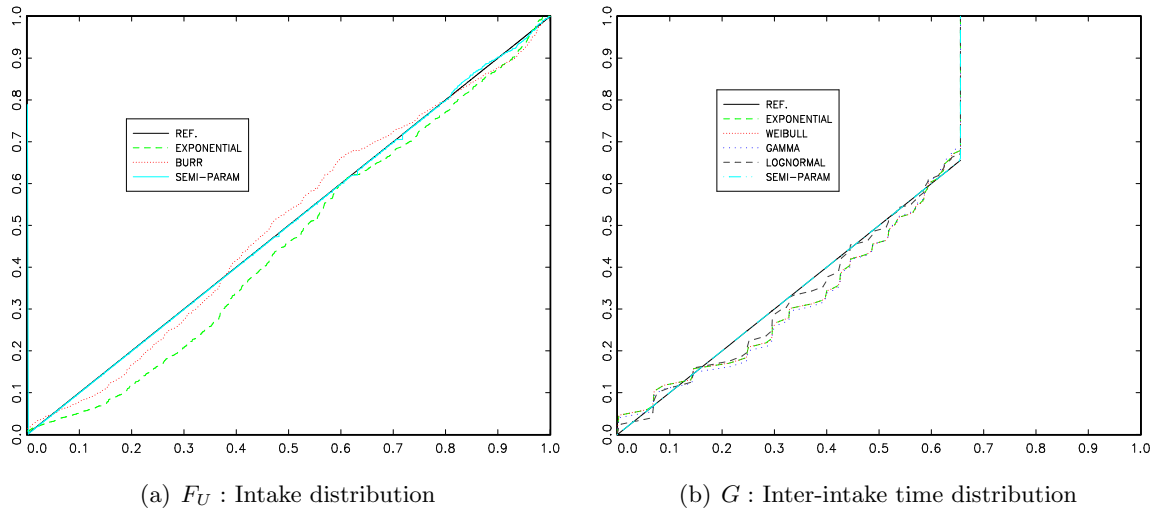 0.0 0.1 0.2 0.3 0.4 0.5 0.6 0.7 0.8 0.9 1.0
REF.
EXPONENTIAL
BURR
SEMI-PARAM
0.0 0.1 0.2 0.3 0.4 0.5 0.6 0.7 0.8 0.9 1.0
(a) F_U : Intake distribution
0.0 0.1 0.2 0.3 0.4 0.5 0.6 0.7 0.8 0.9 1.0
REF.
EXPONENTIAL
WEIBULL
GAMMA
LOGNORMAL
SEMI-PARAM
0.0 0.1 0.2 0.3 0.4 0.5 0.6 0.7 0.8 0.9 1.0
(b) G : Inter-intake time distribution